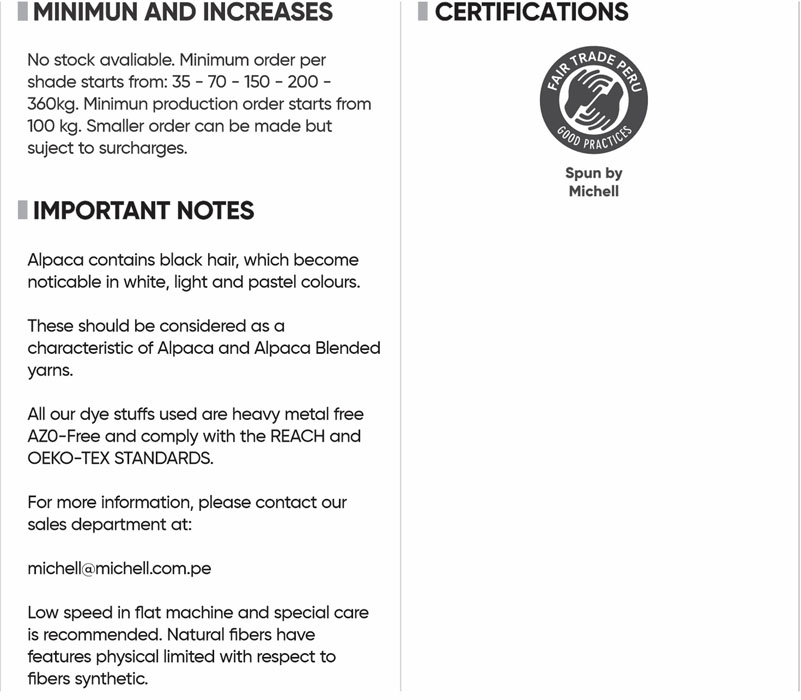 MINIMUN AND INCREASES
No stock avaliable. Minimum order per
shade starts from: 35 - 70 - 150 - 200 -
360kg. Minimun production order starts from
100 kg. Smaller order can be made but
suject to surcharges.
IMPORTANT NOTES
Alpaca contains black hair, which become
noticable in white, light and pastel colours.
These should be considered as a
characteristic of Alpaca and Alpaca Blended
yarns.
All our dye stuffs used are heavy metal free
AZ0-Free and comply with the REACH and
OEKO-TEX STANDARDS.
For more information, please contact our
sales department at:
michell@michell.com.pe
Low speed in flat machine and special care
is recommended. Natural fibers have
features physical limited with respect to
fibers synthetic.
CERTIFICATIONS
FAIR TRADE PERU
GOOD PRACTICES
Spun by
Michell